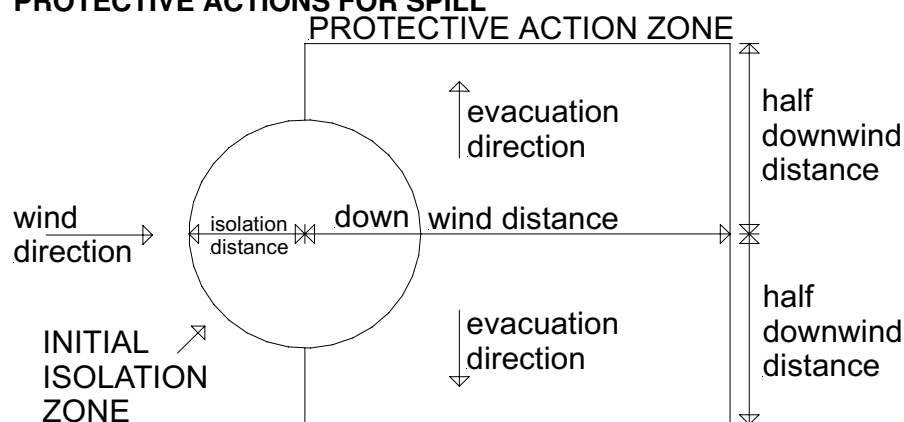 PROTECTIVE ACTIONS FOR SPILL
PROTECTIVE ACTION ZONE
evacuation
direction
half
downwind
distance
wind
direction
isolation
distance
down wind distance
evacuation
direction
half
downwind
distance
INITIAL
ISOLATION
ZONE